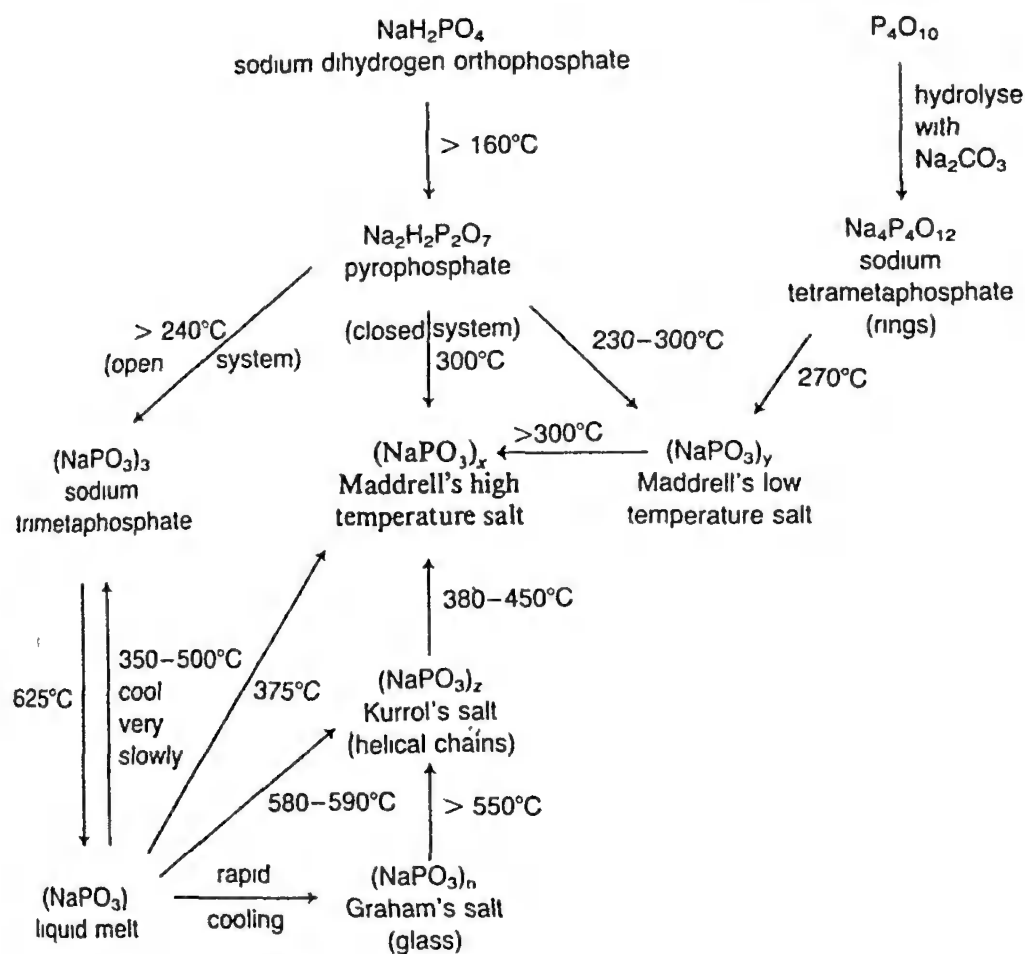 NaH₂PO₄
sodium dihydrogen orthophosphate
P₄O₁₀
hydrolyse
with
Na₂CO₃
> 160°C
Na₂H₂P₂O₇
pyrophosphate
Na₄P₄O₁₂
sodium
tetrametaphosphate
(rings)
> 240°C
(open system)
(closed system)
300°C
230–300°C
270°C
(NaPO₃)₃
sodium
trimetaphosphate
(NaPO₃)ₓ
Maddrell's high
temperature salt
>300°C
(NaPO₃)y
Maddrell's low
temperature salt
625°C
350–500°C
cool
very
slowly
375°C
380–450°C
(NaPO₃)z
Kurrol's salt
(helical chains)
580–590°C
> 550°C
(NaPO₃)
liquid melt
rapid
cooling
(NaPO₃)ₙ
Graham's salt
(glass)